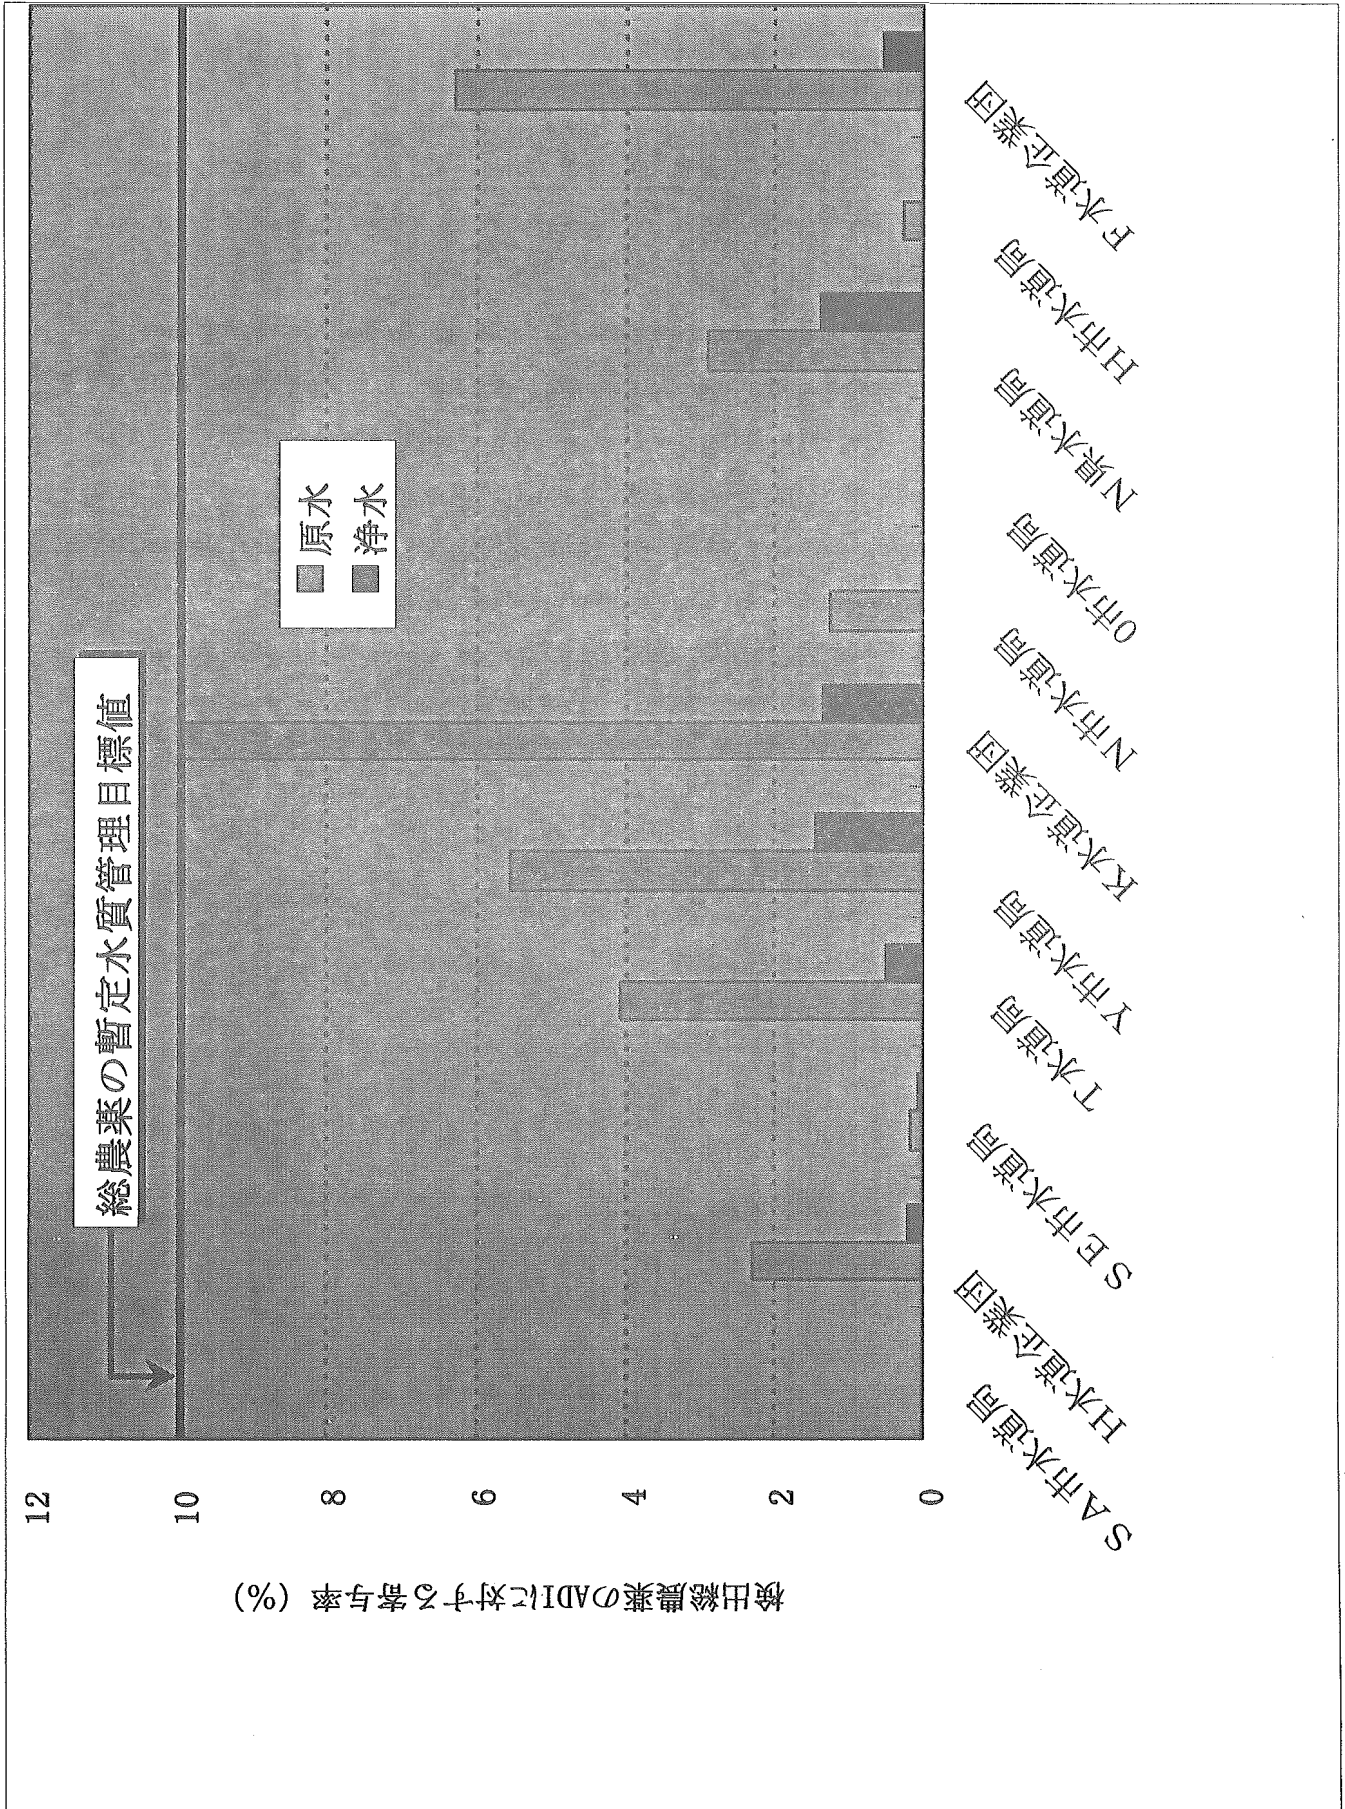 検出総農薬のADIに対する寄与率 (%)
12
10
8
6
4
2
0
総農薬の暫定水質管理目標値
原水
浄水
SA市水道局
H水道企業団
SE市水道局
T水道局
Y市水道局
K水道企業団
N市水道局
O市水道局
N県水道局
H市水道局
F水道企業団